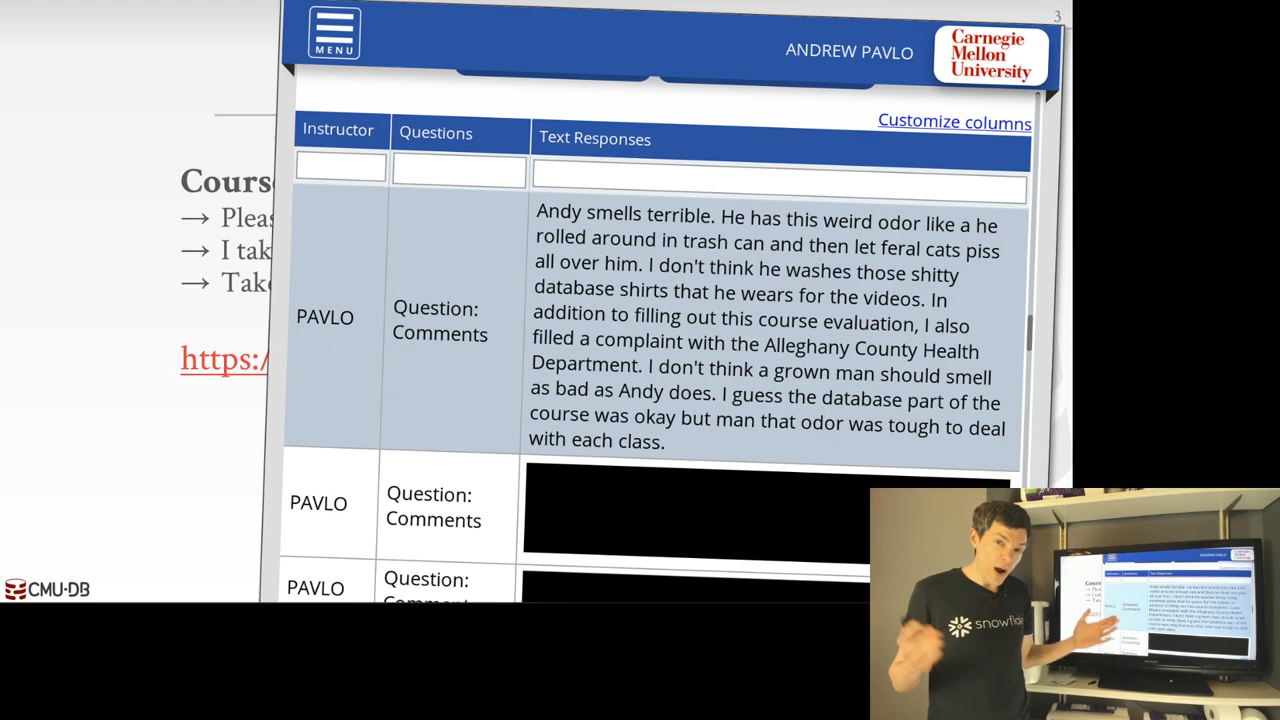 3
MENU
ANDREW PAVLO
Carnegie
Mellon
University
Customize columns
Instructor
Questions
Text Responses
Cours
→ Pleas
→ I tak
→ Take
https:/
PAVLO
Question:
Comments
Andy smells terrible. He has this weird odor like a he
rolled around in trash can and then let feral cats piss
all over him. I don't think he washes those shitty
database shirts that he wears for the videos. In
addition to filling out this course evaluation, I also
filled a complaint with the Alleghany County Health
Department. I don't think a grown man should smell
as bad as Andy does. I guess the database part of the
course was okay but man that odor was tough to deal
with each class.
PAVLO
Question:
Comments
PAVLO
Question:
Comments
CMU·DB
snowflake